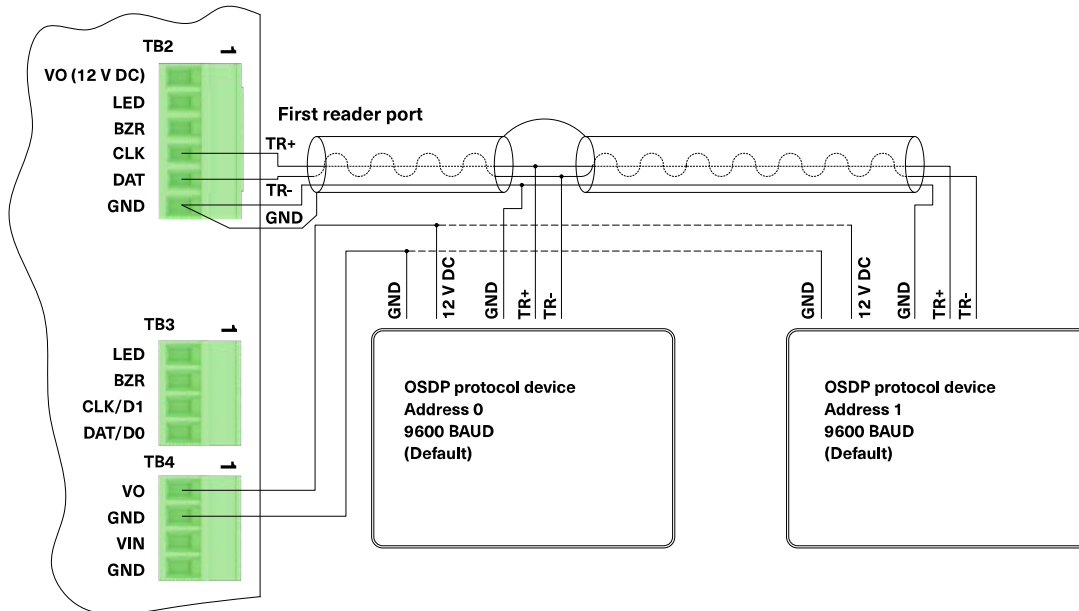 TB2
1
VO (12 V DC)
LED
BZR
CLK
DAT
GND
First reader port
TR+
TR-
GND
GND
12 V DC
GND
TR+
TR-
GND
12 V DC
GND
TR+
TR-
TB3
1
LED
BZR
CLK/D1
DAT/D0
TB4
1
VO
GND
VIN
GND
OSDP protocol device
Address 0
9600 BAUD
(Default)
OSDP protocol device
Address 1
9600 BAUD
(Default)